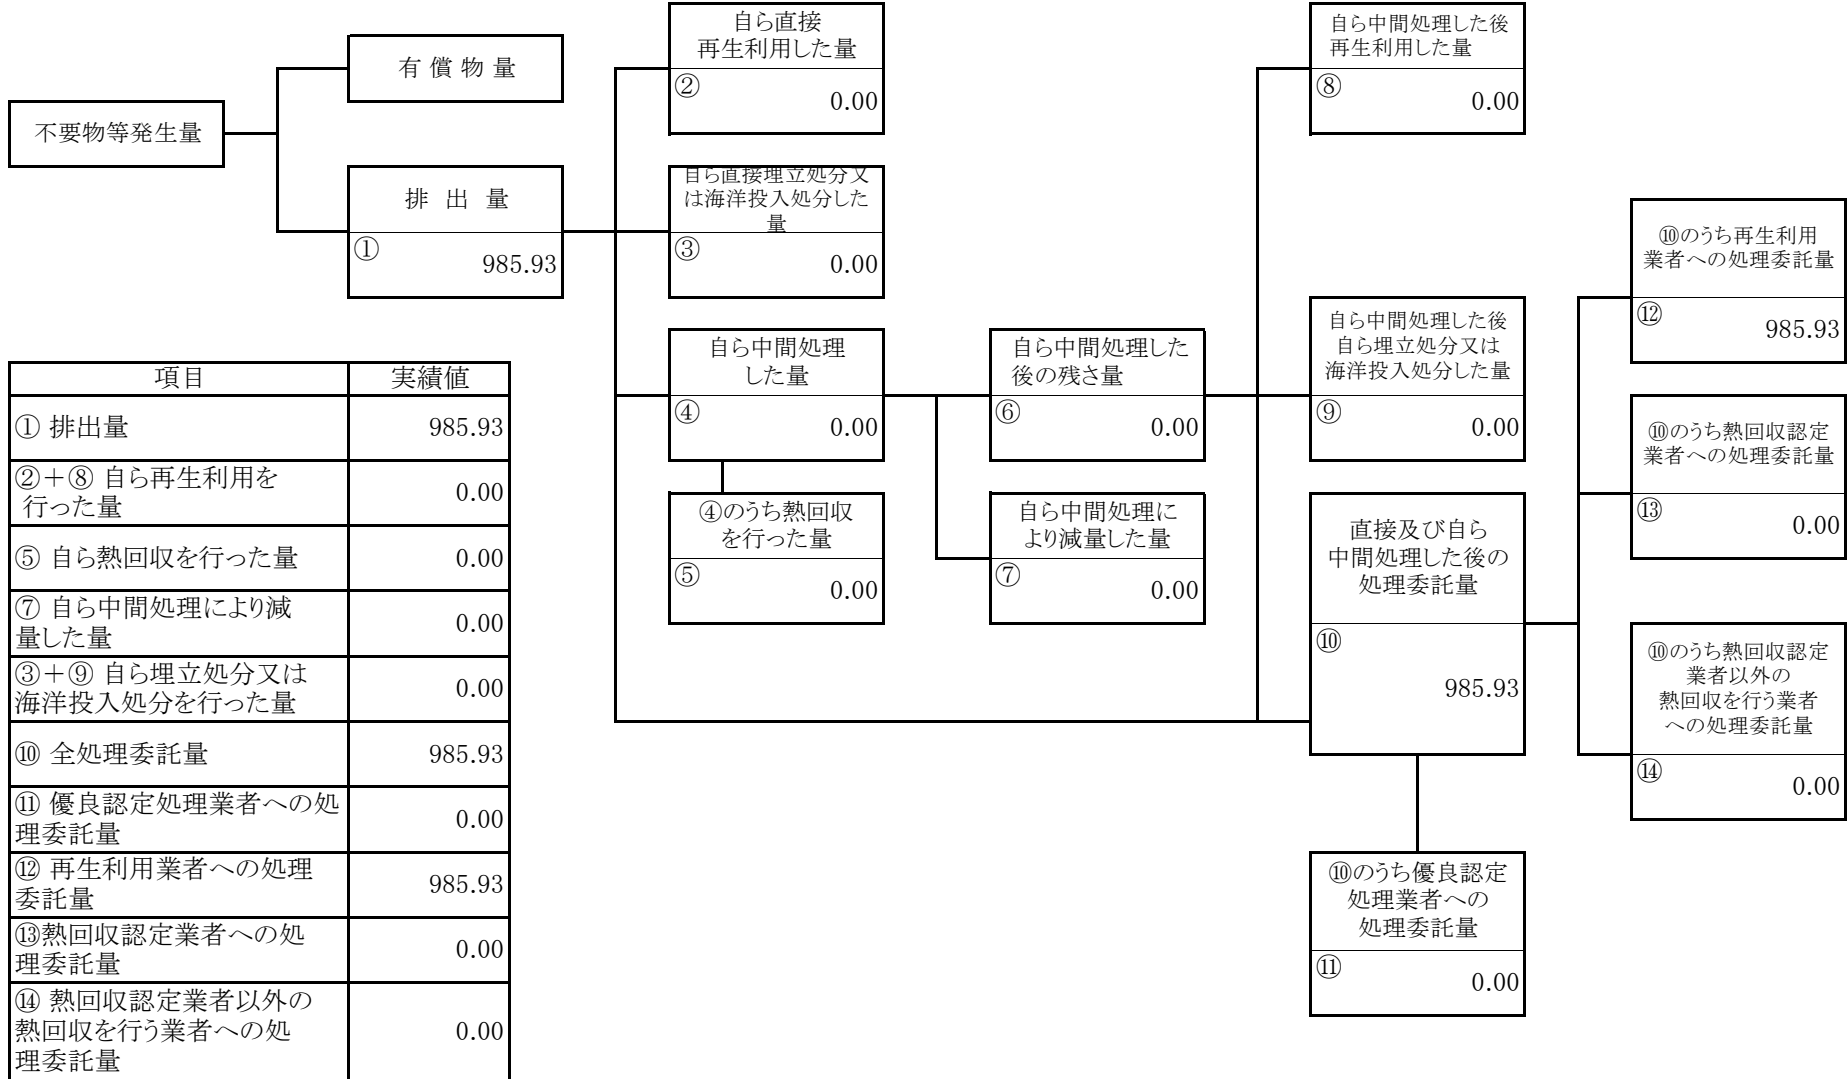 不要物等発生量
有償物量
排出量
①
985.93
自ら直接
再生利用した量
②
0.00
自ら直接埋立処分又
は海洋投入処分した
量
③
0.00
自ら中間処理
した量
④
0.00
④のうち熱回収
を行った量
⑤
0.00
自ら中間処理した
後の残さ量
⑥
0.00
自ら中間処理に
より減量した量
⑦
0.00
自ら中間処理した後
再生利用した量
⑧
0.00
自ら中間処理した後
自ら埋立処分又は
海洋投入処分した量
⑨
0.00
直接及び自ら
中間処理した後の
処理委託量
⑩
985.93
⑩のうち優良認定
処理業者への
処理委託量
⑪
0.00
⑩のうち再生利用
業者への処理委託量
⑫
985.93
⑩のうち熱回収認定
業者への処理委託量
⑬
0.00
⑩のうち熱回収認定
業者以外の
熱回収を行う業者
への処理委託量
⑭
0.00
項目 実績値
① 排出量 985.93
②+⑧ 自ら再生利用を
行った量 0.00
⑤ 自ら熱回収を行った量 0.00
⑦ 自ら中間処理により減
量した量 0.00
③+⑨ 自ら埋立処分又は
海洋投入処分を行った量 0.00
⑩ 全処理委託量 985.93
⑪ 優良認定処理業者への処
理委託量 0.00
⑫ 再生利用業者への処理
委託量 985.93
⑬熱回収認定業者への処
理委託量 0.00
⑭ 熱回収認定業者以外の
熱回収を行う業者への処
理委託量 0.00